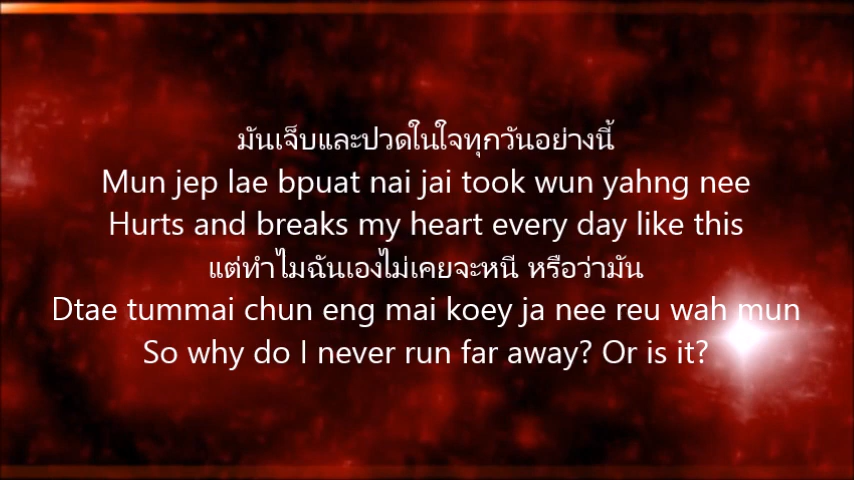 มันเจ็บและปวดในใจทุกวันอย่างนี้
Mun jep lae bpuat nai jai took wun yahng nee
Hurts and breaks my heart every day like this
แต่ทำไมฉันเองไม่เคยจะหนี หรือว่ามัน
Dtae tummai chun eng mai koey ja nee reu wah mun
So why do I never run far away? Or is it?